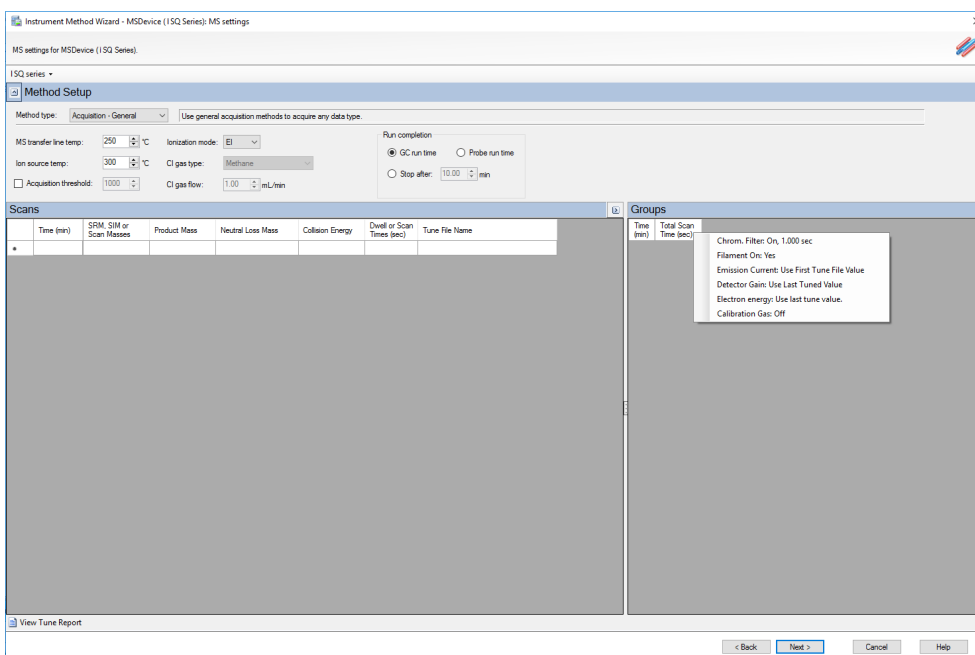 Instrument Method Wizard - MSDevice (ISQ Series): MS settings
MS settings for MSDevice (ISQ Series).
ISQ series
Method Setup
Method type: Acquisition - General Use general acquisition methods to acquire any data type.
MS transfer line temp: 250 °C Ionization mode: EI
Ion source temp: 300 °C CI gas type: Methane
Acquisition threshold: 1000 CI gas flow: 1.00 mL/min
Run completion
GC run time Probe run time
Stop after: 10.00 min
Scans
Time (min) SRM, SIM or Scan Masses Product Mass Neutral Loss Mass Collision Energy Dwell or Scan Times (sec) Tune File Name
Groups
Time (min) Total Scan Time (sec)
Chrom. Filter: On, 1.000 sec
Filament On: Yes
Emission Current: Use First Tune File Value
Detector Gain: Use Last Tuned Value
Electron energy: Use last tune value.
Calibration Gas: Off
View Tune Report
< Back Next > Cancel Help